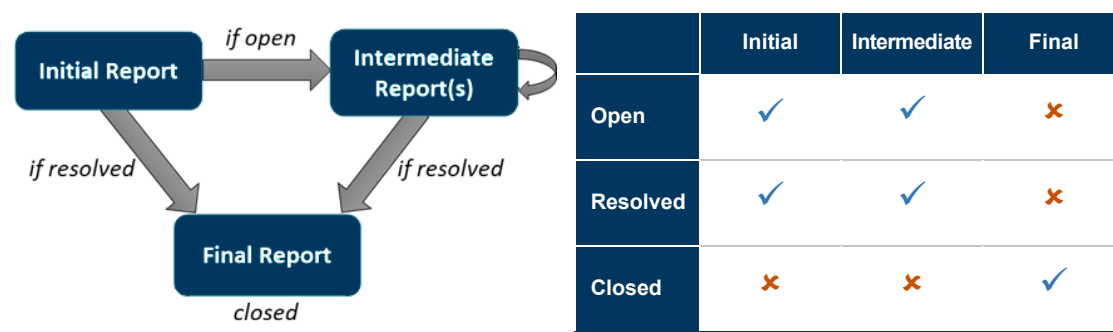 if open
Initial Report
Intermediate
Report(s)
if resolved
if resolved
Final Report
closed
Initial Intermediate Final
Open
Resolved
Closed